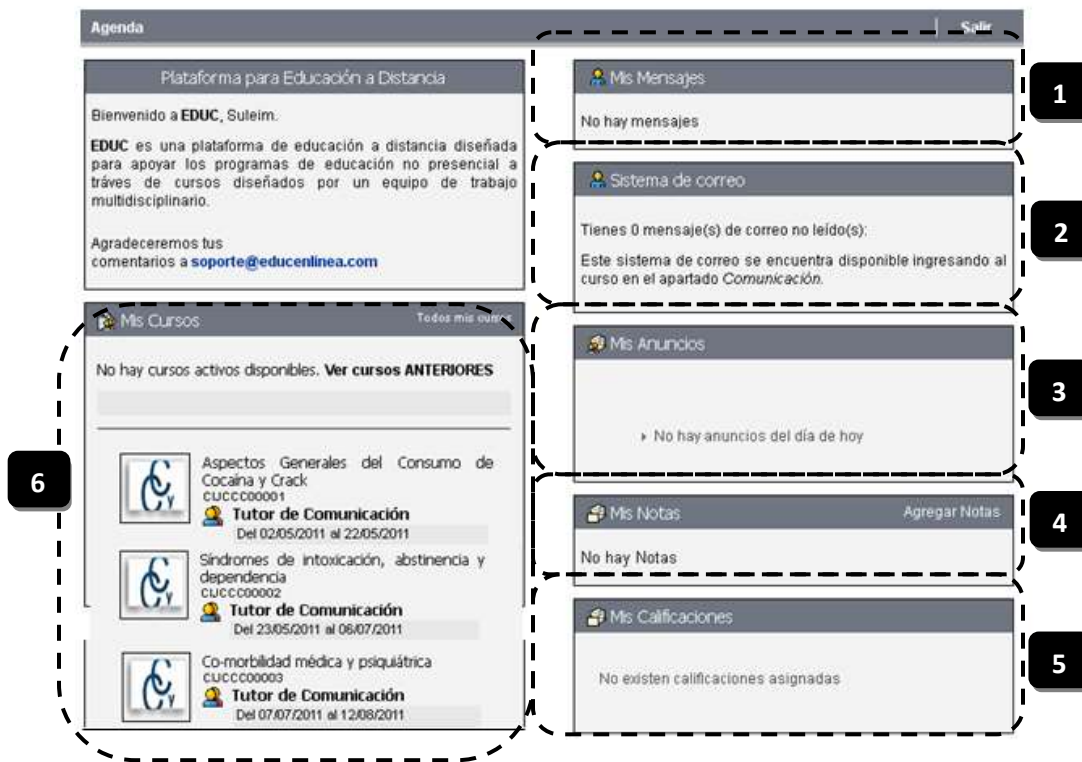 Agenda
| Salir
Plataforma para Educación a Distancia
Bienvenido a EDUC, Suleim.
EDUC es una plataforma de educación a distancia diseñada
para apoyar los programas de educación no presencial a
tráves de cursos diseñados por un equipo de trabajo
multidisciplinario.
Agradeceremos tus
comentarios a soporte@educenlinea.com
Mis Cursos
Todos mis cursos
No hay cursos activos disponibles. Ver cursos ANTERIORES
6
Aspectos Generales del Consumo de
Cocaína y Crack
CUCCC00001
Tutor de Comunicación
Del 02/05/2011 al 22/05/2011
Síndromes de intoxicación, abstinencia y
dependencia
CUCCC00002
Tutor de Comunicación
Del 23/05/2011 al 06/07/2011
Co-morbilidad médica y psiquiátrica
CUCCC00003
Tutor de Comunicación
Del 07/07/2011 al 12/08/2011
Mis Mensajes
1
No hay mensajes
Sistema de correo
2
Tienes 0 mensaje(s) de correo no leído(s):
Este sistema de correo se encuentra disponible ingresando al
curso en el apartado Comunicación.
Mis Anuncios
3
No hay anuncios del día de hoy
Mis Notas
Agregar Notas
4
No hay Notas
Mis Calificaciones
5
No existen calificaciones asignadas